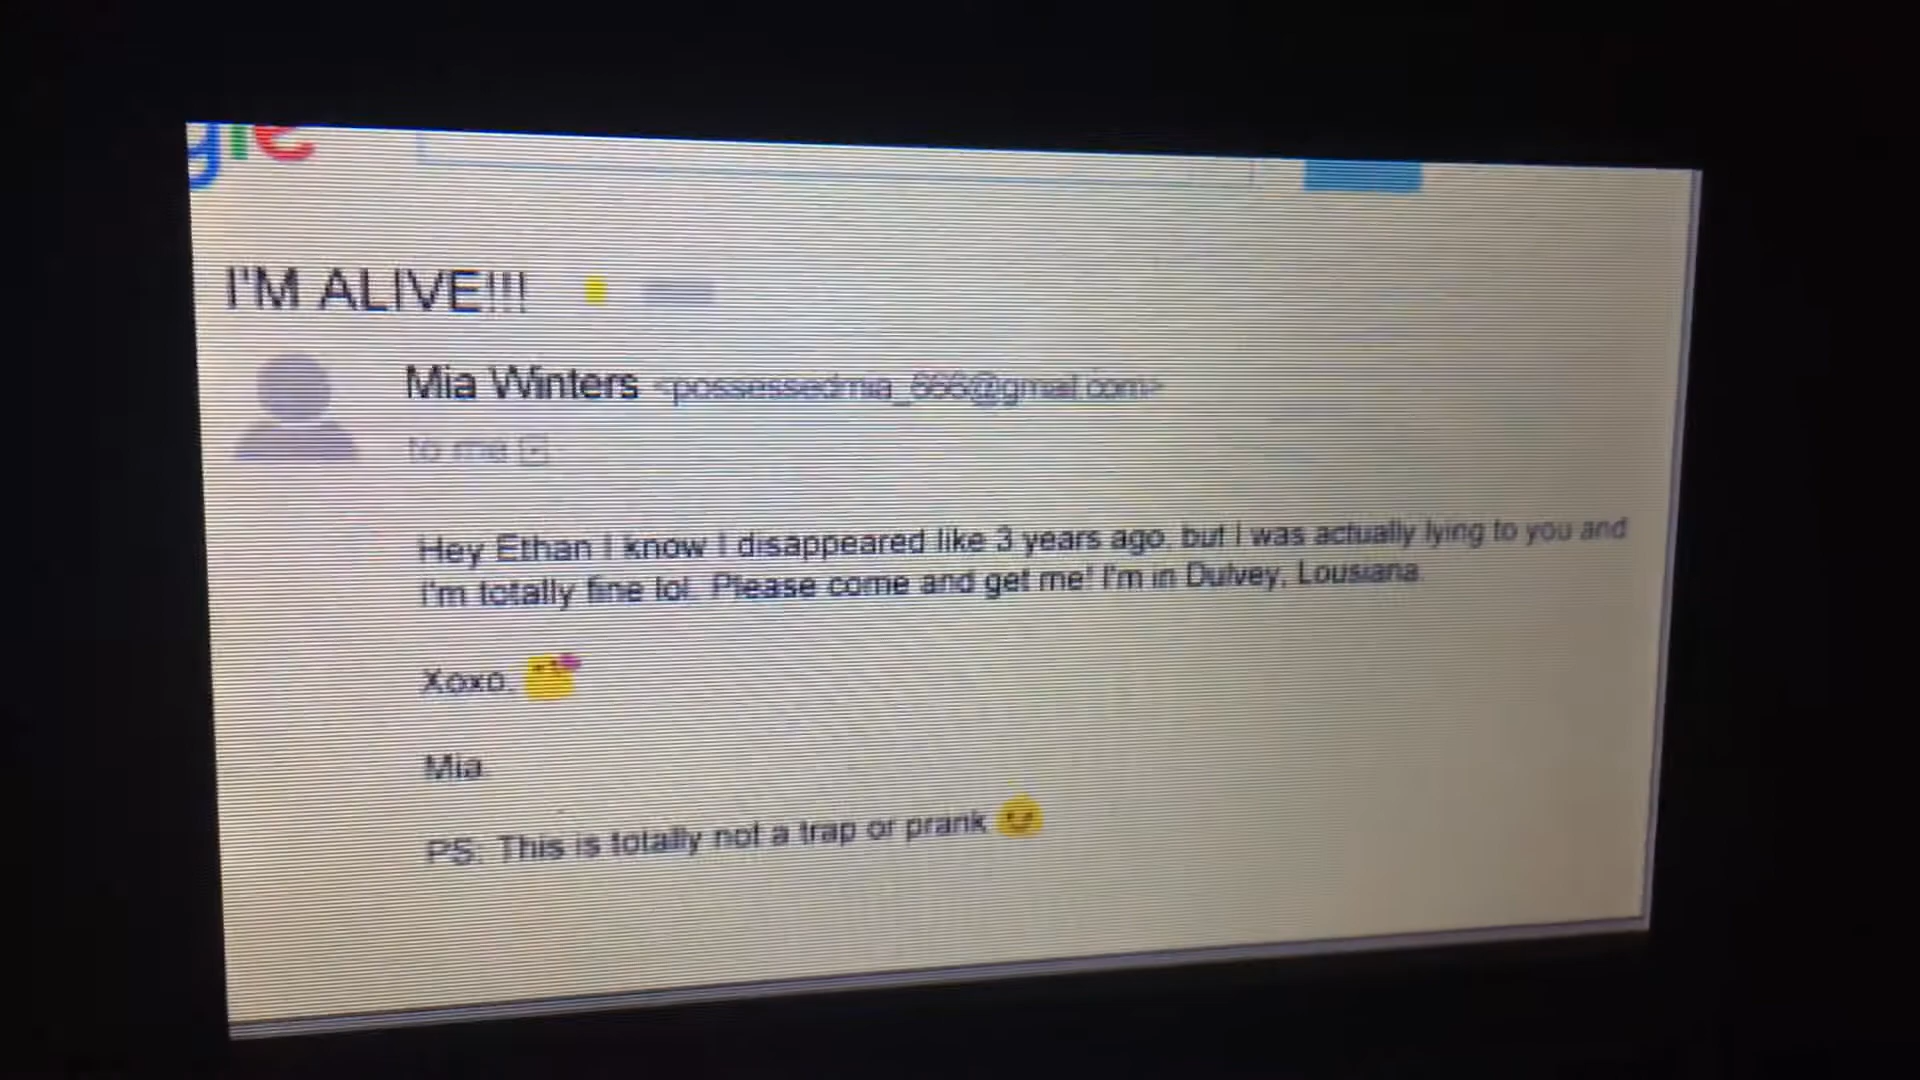 gle
I'M ALIVE!!!
Mia Winters <possessedmia_666@gmail.com>
to me
Hey Ethan I know I disappeared like 3 years ago, but I was actually lying to you and
I'm totally fine lol. Please come and get me! I'm in Dulvey, Lousiana.
Xoxo,
Mia.
PS. This is totally not a trap or prank